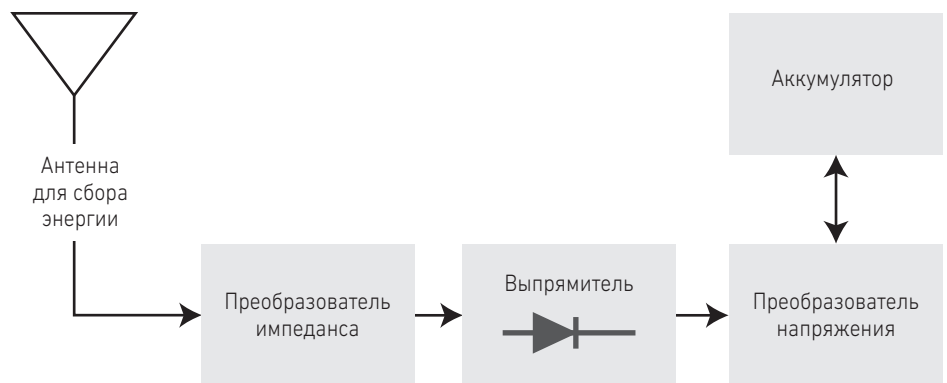 Аккумулятор
Антенна
для сбора
энергии
Преобразователь
импеданса
Выпрямитель
Преобразователь
напряжения